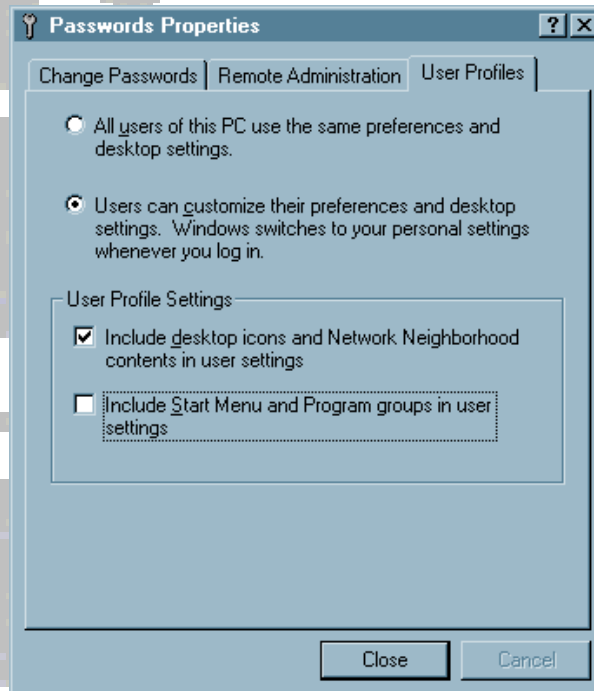 Passwords Properties
Change Passwords Remote Administration User Profiles
All users of this PC use the same preferences and
desktop settings.
Users can customize their preferences and desktop
settings. Windows switches to your personal settings
whenever you log in.
User Profile Settings
Include desktop icons and Network Neighborhood
contents in user settings
Include Start Menu and Program groups in user
settings
Close Cancel